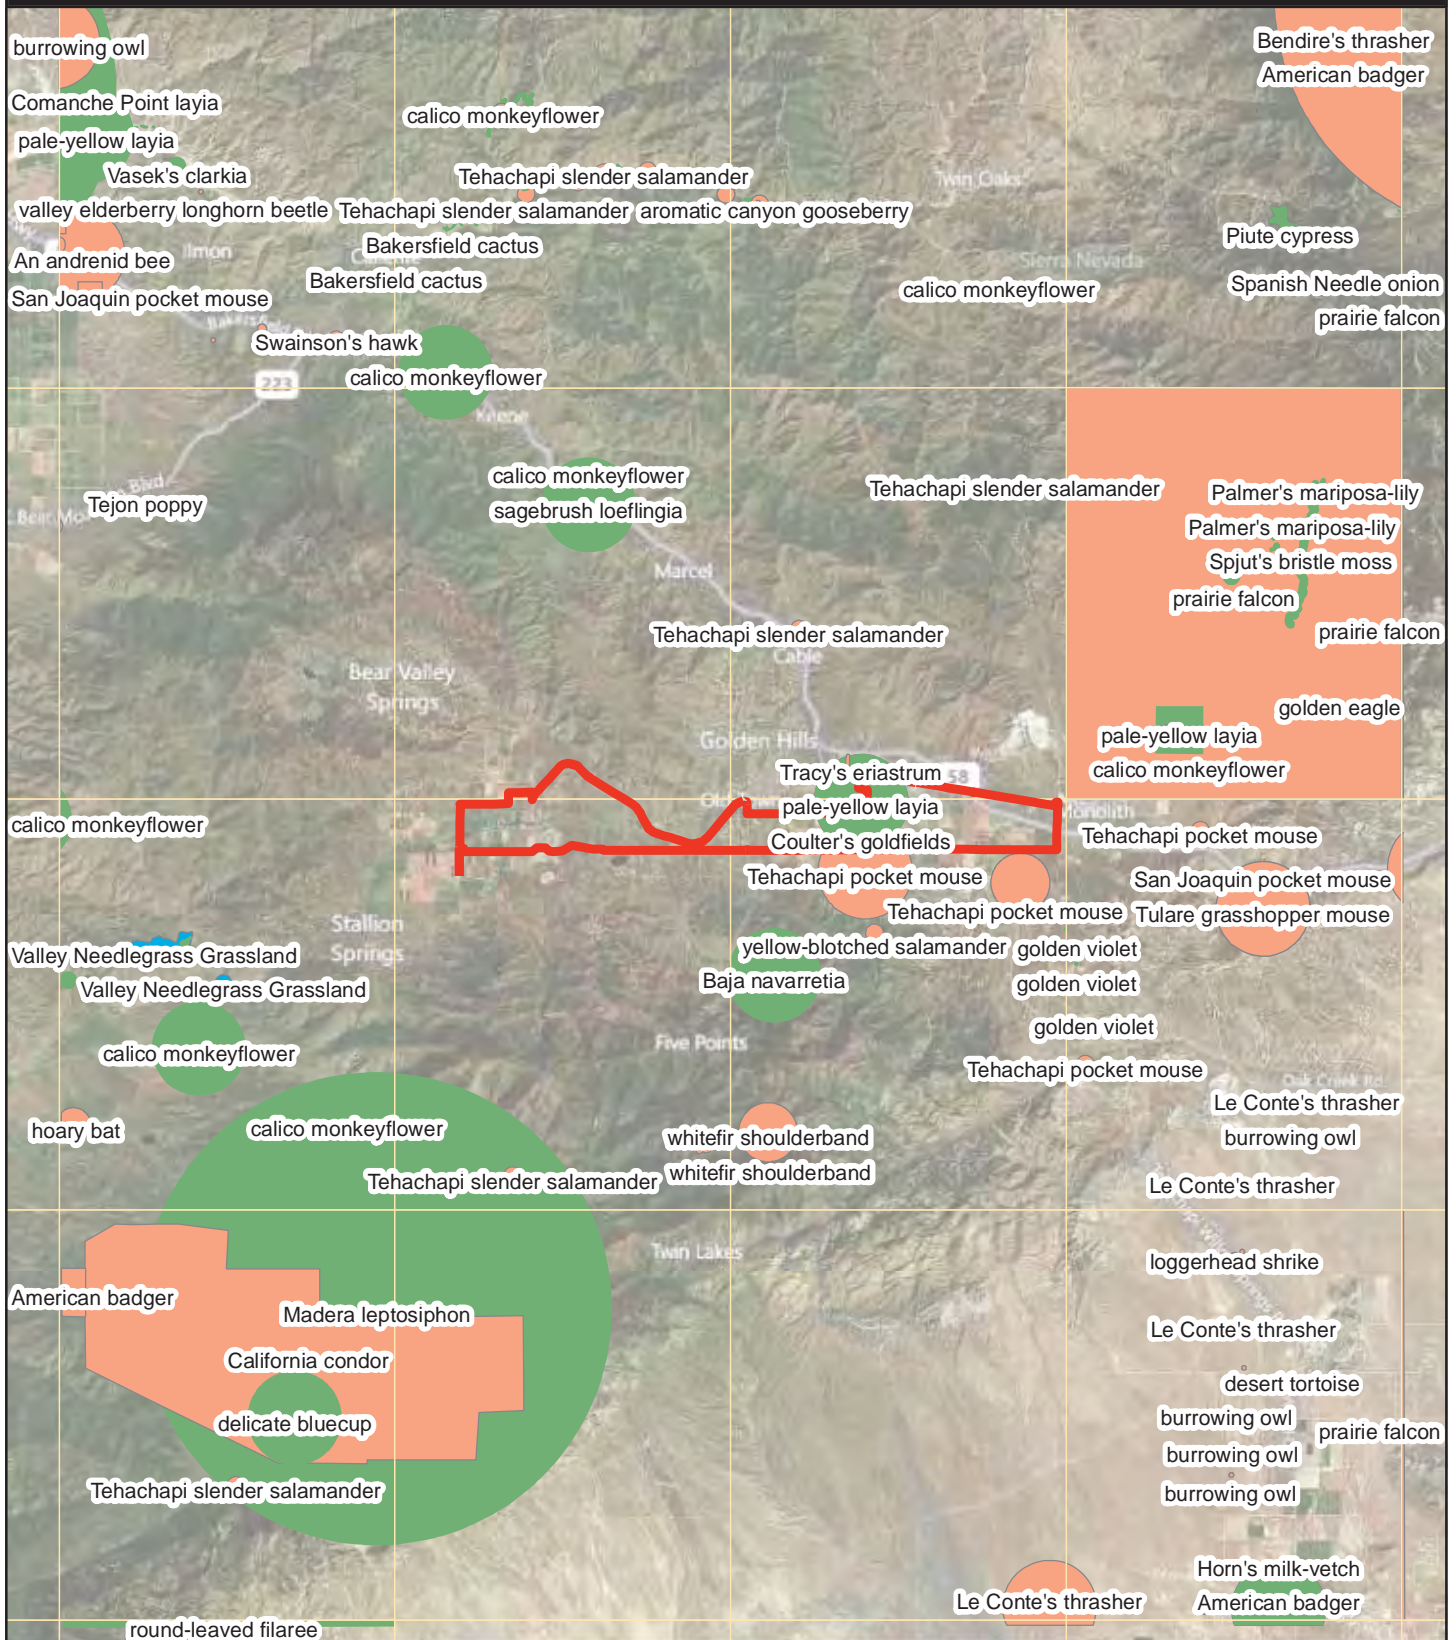 burrowing owl
Bendire's thrasher
American badger
Comanche Point layia
calico monkeyflower
pale-yellow layia
Vasek's clarkia
Tehachapi slender salamander
Twin Oaks
valley elderberry longhorn beetle
Tehachapi slender salamander
aromatic canyon gooseberry
Bakersfield cactus
Piute cypress
Ilmon
An andrenid bee
Sierra Nevada
Bakersfield cactus
calico monkeyflower
Spanish Needle onion
San Joaquin pocket mouse
prairie falcon
Swainson's hawk
calico monkeyflower
223
Keene
calico monkeyflower
sagebrush loeflingia
Tehachapi slender salamander
Palmer's mariposa-lily
Blvd
Tejon poppy
Bear Mo
Palmer's mariposa-lily
Spjut's bristle moss
Marcel
prairie falcon
Tehachapi slender salamander
prairie falcon
Cable
Bear Valley
Springs
golden eagle
Golden Hills
pale-yellow layia
calico monkeyflower
Tracy's eriastrum
58
pale-yellow layia
Monolith
calico monkeyflower
Coulter's goldfields
Tehachapi pocket mouse
Tehachapi pocket mouse
San Joaquin pocket mouse
Tehachapi pocket mouse
Tulare grasshopper mouse
Stallion
Springs
yellow-blotched salamander
golden violet
Valley Needlegrass Grassland
Baja navarretia
golden violet
Valley Needlegrass Grassland
golden violet
Five Points
calico monkeyflower
Tehachapi pocket mouse
Oak Creek Rd
Le Conte's thrasher
hoary bat
calico monkeyflower
whitefir shoulderband
burrowing owl
Tehachapi slender salamander
whitefir shoulderband
Le Conte's thrasher
Twin Lakes
loggerhead shrike
American badger
Madera leptosiphon
Le Conte's thrasher
California condor
desert tortoise
delicate bluecup
burrowing owl
prairie falcon
burrowing owl
Tehachapi slender salamander
burrowing owl
Horn's milk-vetch
Le Conte's thrasher
American badger
round-leaved filaree